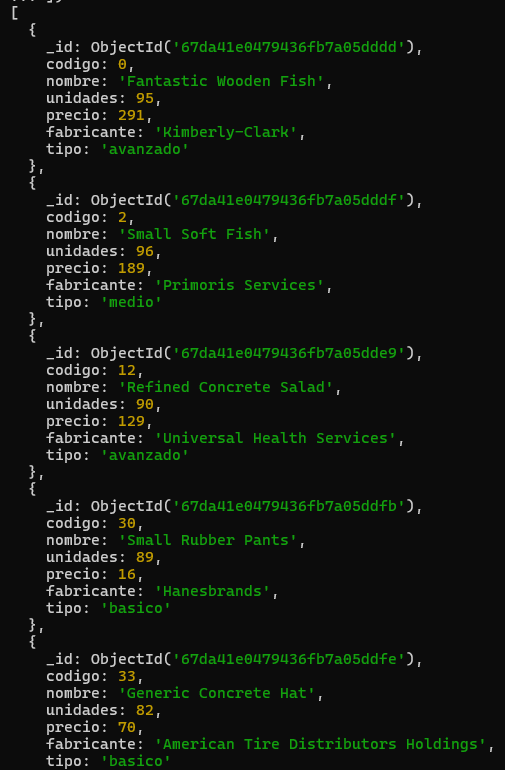 [
  {
    _id: ObjectId('67da41e0479436fb7a05dddd'),
    codigo: 0,
    nombre: 'Fantastic Wooden Fish',
    unidades: 95,
    precio: 291,
    fabricante: 'Kimberly-Clark',
    tipo: 'avanzado'
  },
  {
    _id: ObjectId('67da41e0479436fb7a05dddf'),
    codigo: 2,
    nombre: 'Small Soft Fish',
    unidades: 96,
    precio: 189,
    fabricante: 'Primoris Services',
    tipo: 'medio'
  },
  {
    _id: ObjectId('67da41e0479436fb7a05dde9'),
    codigo: 12,
    nombre: 'Refined Concrete Salad',
    unidades: 90,
    precio: 129,
    fabricante: 'Universal Health Services',
    tipo: 'avanzado'
  },
  {
    _id: ObjectId('67da41e0479436fb7a05ddfb'),
    codigo: 30,
    nombre: 'Small Rubber Pants',
    unidades: 89,
    precio: 16,
    fabricante: 'Hanesbrands',
    tipo: 'basico'
  },
  {
    _id: ObjectId('67da41e0479436fb7a05ddfe'),
    codigo: 33,
    nombre: 'Generic Concrete Hat',
    unidades: 82,
    precio: 70,
    fabricante: 'American Tire Distributors Holdings',
    tipo: 'basico'